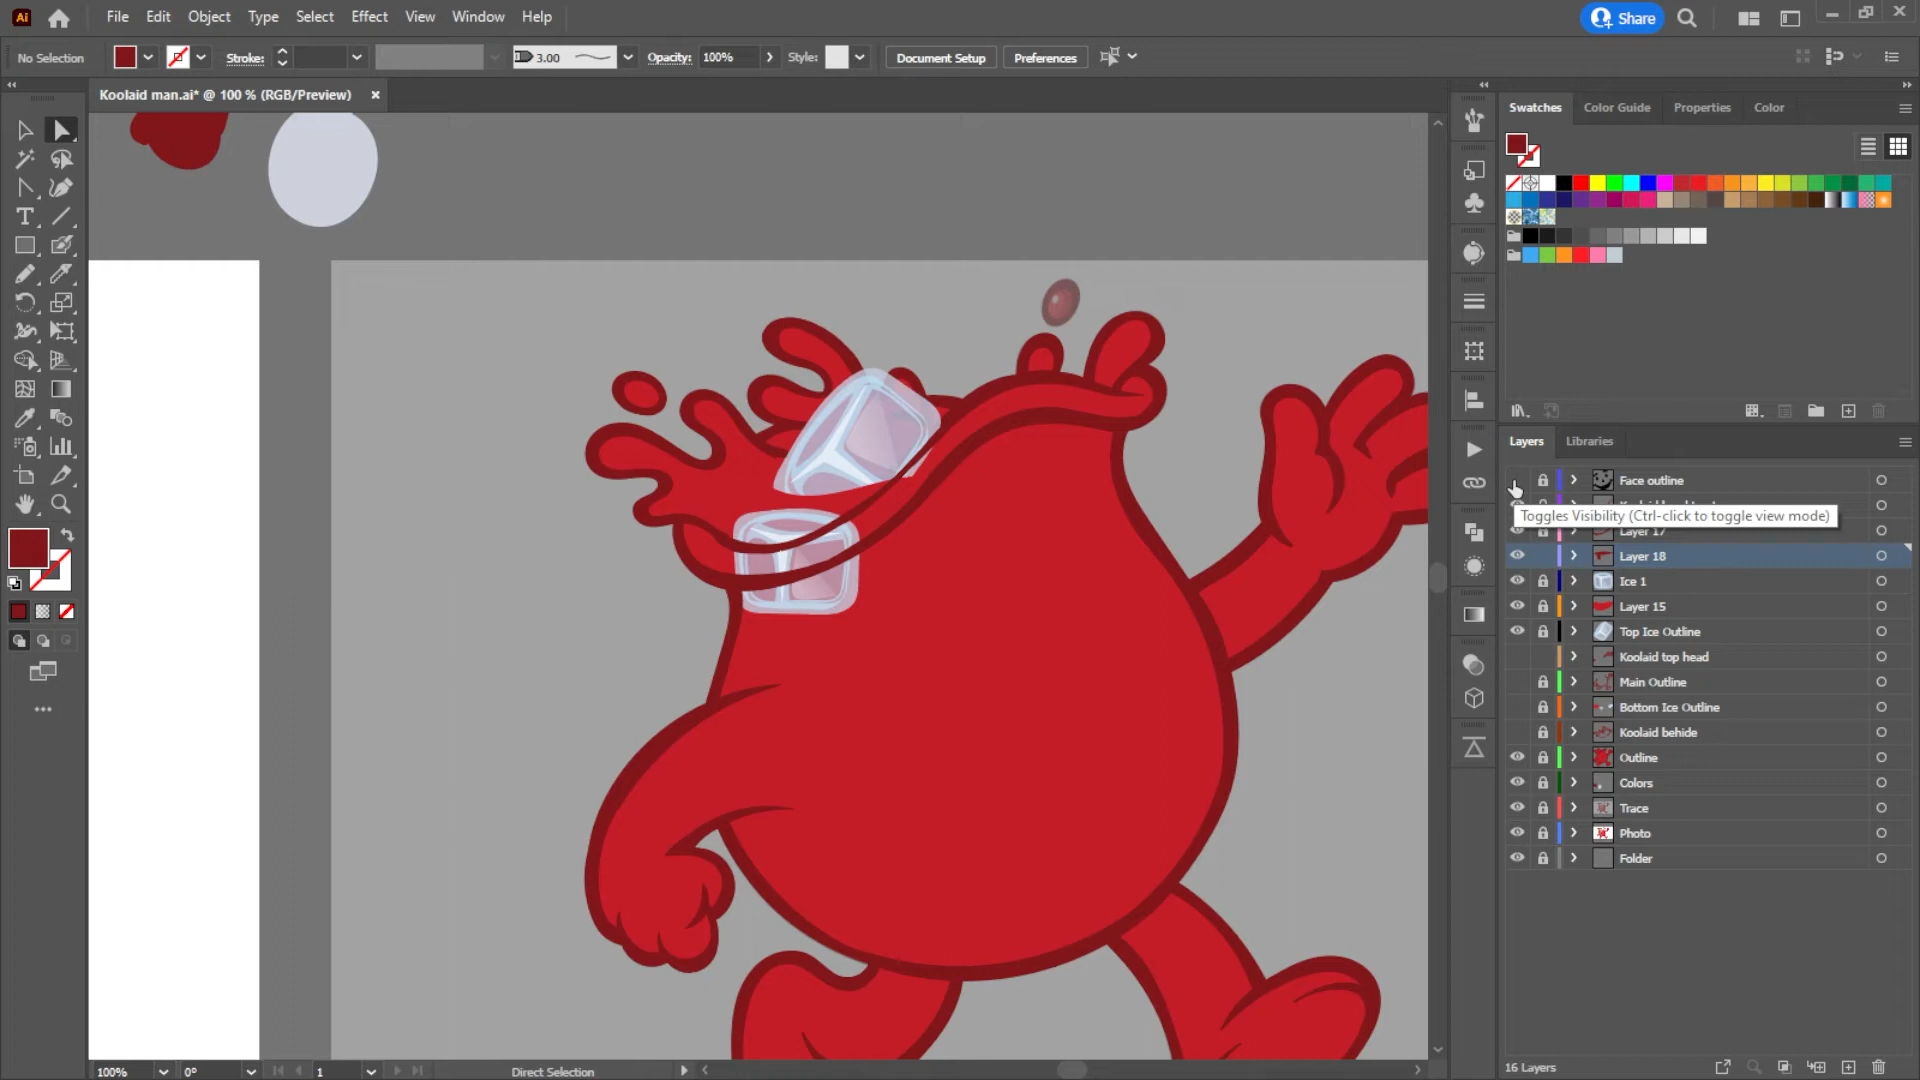 Ai File Edit Object Type Select Effect View Window Help Share
No Selection Stroke: 3.00 Opacity: 100% Style: Document Setup Preferences
Koolaid man.ai* @ 100 % (RGB/Preview)
Swatches Color Guide Properties Color
Layers Libraries
Face outline
Toggles Visibility (Ctrl-click to toggle view mode)
Layer 17
Layer 18
Ice 1
Layer 15
Top Ice Outline
Koolaid top head
Main Outline
Bottom Ice Outline
Koolaid behide
Outline
Colors
Trace
Photo
Folder
100% 0° 1 Direct Selection 16 Layers